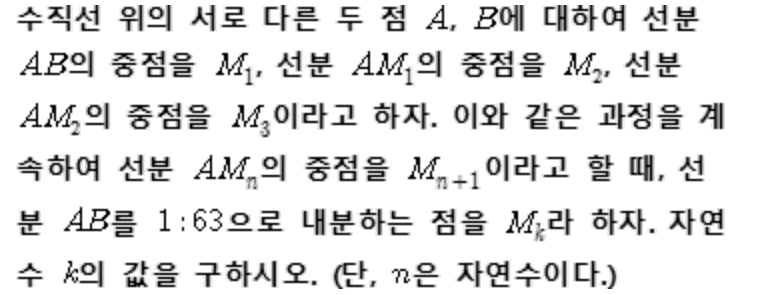 수직선 위의 서로 다른 두 점 A, B에 대하여 선분
AB의 중점을 M₁, 선분 AM₁의 중점을 M₂, 선분
AM₂의 중점을 M₃이라고 하자. 이와 같은 과정을 계
속하여 선분 AMₙ의 중점을 Mₙ₊₁이라고 할 때, 선
분 AB를 1:63으로 내분하는 점을 Mₖ라 하자. 자연
수 k의 값을 구하시오. (단, n은 자연수이다.)